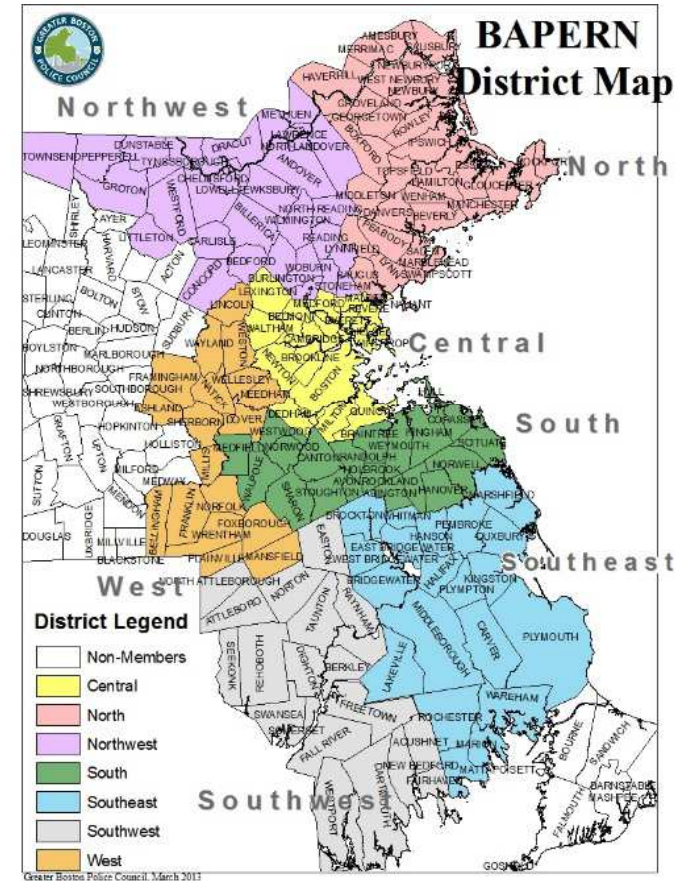 GREATER BOSTON
POLICE COUNCIL
BAPERN
District Map
Northwest
North
Central
South
Southeast
West
Southwest
AMESBURY
SALISBURY
MERRIMAC
NEWBURY
HAVERHILL
WEST NEWBURY
NEWBURY
GROVELAND
GEORGETOWN
ROWLEY
BOXFORD
IPSWICH
TOPSFIELD
HAMILTON
GLOUCESTER
MIDDLETON
WENHAM
MANCHESTER
DANVERS
BEVERLY
PEABODY
SALEM
MARBLEHEAD
LYNN
SWAMPSCOTT
METHUEN
LAWRENCE
NORTH ANDOVER
DUNSTABLE
DRACUT
TOWNSEND
PEPPERELL
TYNGSBOROUGH
ANDOVER
CHELMSFORD
LOWELL
TEWKSBURY
GROTON
WESTFORD
BILLERICA
NORTH READING
WILMINGTON
SHIRLEY
AYER
LITTLETON
CARLISLE
READING
LYNNFIELD
LEOMINSTER
HARVARD
ACTON
BEDFORD
WOBURN
LANCASTER
CONCORD
BURLINGTON
STONEHAM
SAUGUS
BOLTON
STOW
LEXINGTON
STERLING
LINCOLN
MEDFORD
REVERE
NAHANT
CLINTON
SUDBURY
BELMONT
BERLIN
HUDSON
WALTHAM
CAMBRIDGE
WESTON
WAYLAND
BOYLSTON
MARLBOROUGH
BROOKLINE
NORTHBOROUGH
NEWTON
BOSTON
FRAMINGHAM
NATICK
WELLESLEY
SHREWSBURY
SOUTHBOROUGH
WESTBOROUGH
NEEDHAM
HULL
ASHLAND
SHERBORN
DOVER
DEDHAM
MILTON
QUINCY
COHASSET
HOPKINTON
WESTWOOD
BRAINTREE
HINGHAM
GRAFTON
UPTON
HOLLISTON
MEDFIELD
NORWOOD
WEYMOUTH
SCITUATE
CANTON
RANDOLPH
MILLIS
HOLBROOK
NORWELL
SUTTON
MILFORD
MEDWAY
WALPOLE
AVON
ROCKLAND
SHARON
STOUGHTON
ABINGTON
HANOVER
MARSHFIELD
MENDON
BELLINGHAM
FRANKLIN
NORFOLK
BROCKTON
WHITMAN
FOXBOROUGH
EASTON
PEMBROKE
DOUGLAS
UXBRIDGE
MILLVILLE
WRENTHAM
HANSON
DUXBURY
BLACKSTONE
PLAINVILLE
MANSFIELD
EAST BRIDGEWATER
WEST BRIDGEWATER
HALIFAX
NORTH ATTLEBOROUGH
NORTON
BRIDGEWATER
KINGSTON
PLYMPTON
ATTLEBORO
TAUNTON
RAYNHAM
MIDDLEBOROUGH
CARVER
PLYMOUTH
SEEKONK
REHOBOTH
DIGHTON
BERKLEY
LAKEVILLE
WAREHAM
SWANSEA
SOMERSET
FREETOWN
ROCHESTER
FALL RIVER
ACUSHNET
MARION
BOURNE
SANDWICH
NEW BEDFORD
MATTAPOISETT
FAIRHAVEN
WESTPORT
DARTMOUTH
FALMOUTH
BARNSTABLE
MASHPEE
GOSNOLD
District Legend
Non-Members
Central
North
Northwest
South
Southeast
Southwest
West
Greater Boston Police Council, March 2013